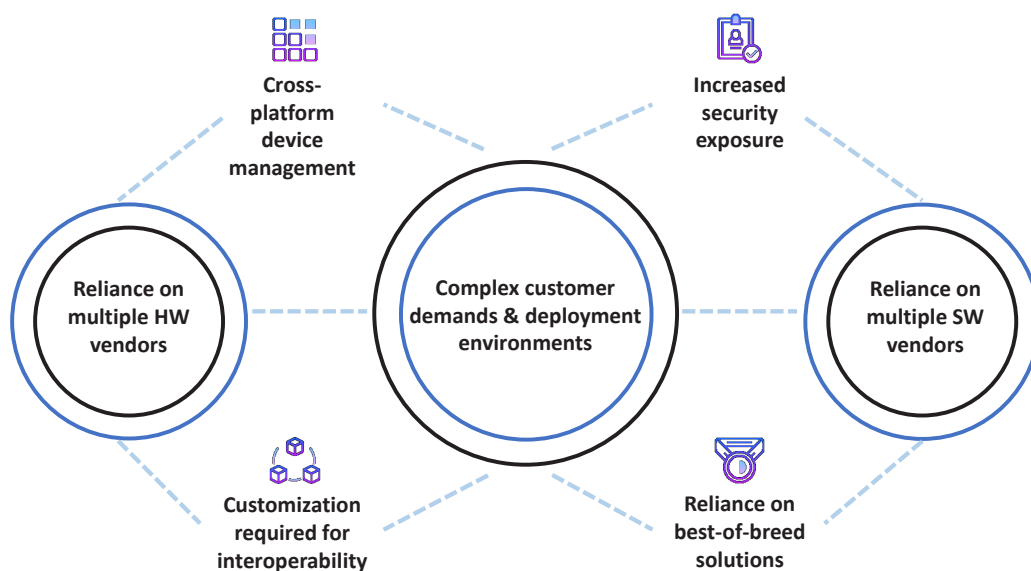 Cross-
platform
device
management
Increased
security
exposure
Reliance on
multiple HW
vendors
Complex customer
demands & deployment
environments
Reliance on
multiple SW
vendors
Customization
required for
interoperability
Reliance on
best-of-breed
solutions